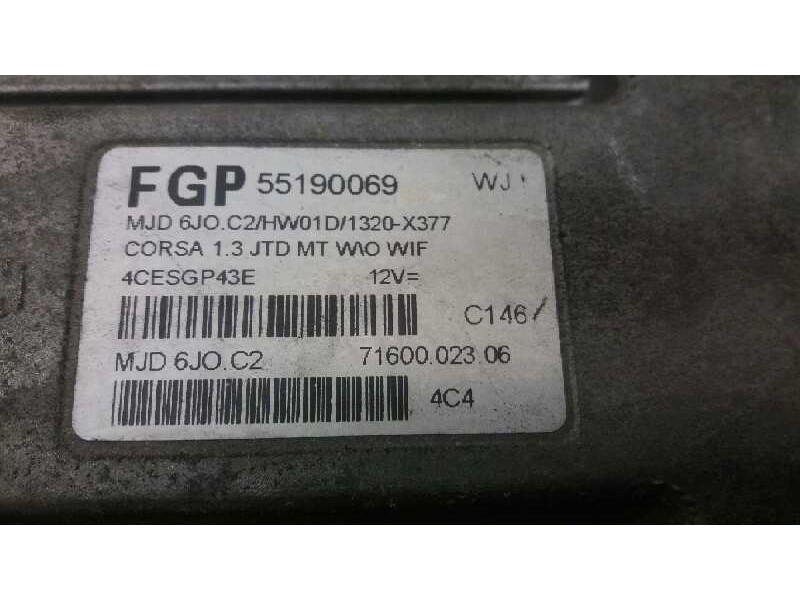 FGP 55190069 WJ
MJD 6JO.C2/HW01D/1320-X377
CORSA 1.3 JTD MT W\O WIF
4CESGP43E 12V=
C146/
MJD 6JO.C2 71600.023.06
4C4